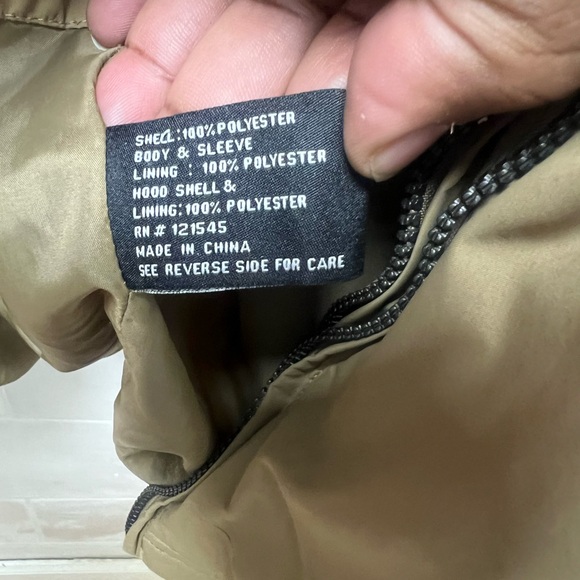 SHELL:100% POLYESTER
BODY & SLEEVE
LINING : 100% POLYESTER
HOOD SHELL &
LINING:100% POLYESTER
RN # 121545
MADE IN CHINA
SEE REVERSE SIDE FOR CARE